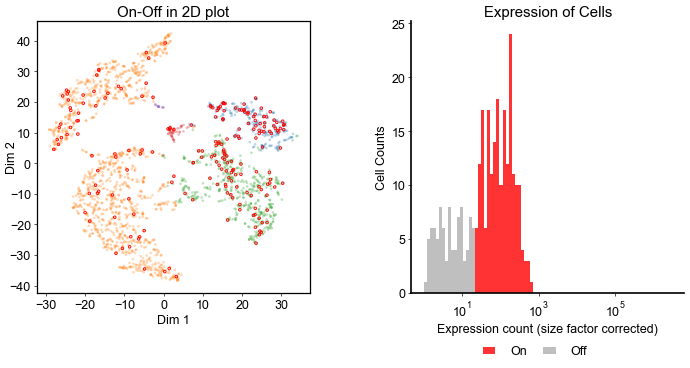 On-Off in 2D plot
40
30
20
10
0
−10
−20
−30
−40
Dim 2
−30 −20 −10 0 10 20 30
Dim 1
Expression of Cells
25
20
15
10
5
0
Cell Counts
10^1 10^3 10^5
Expression count (size factor corrected)
On Off